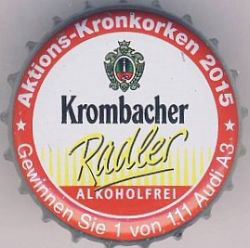 Aktions-Kronkorken 2015
Krombacher
Radler
ALKOHOLFREI
Gewinnen Sie 1 von 111 Audi A3